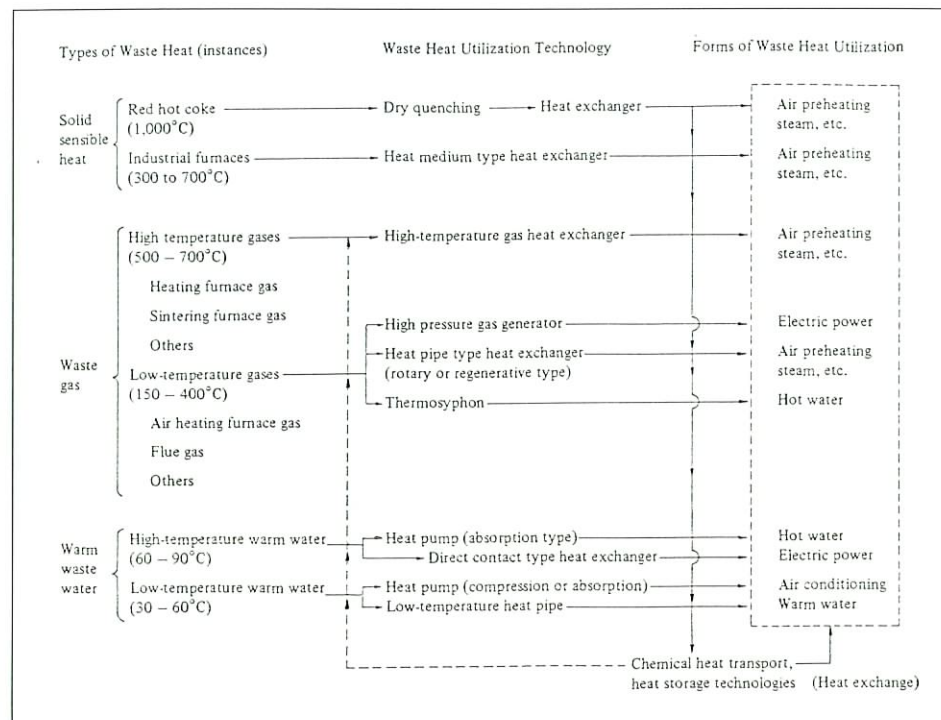 Types of Waste Heat (instances)
Waste Heat Utilization Technology
Forms of Waste Heat Utilization
Solid
sensible
heat
Red hot coke
(1,000°C)
Dry quenching
Heat exchanger
Air preheating
steam, etc.
Industrial furnaces
(300 to 700°C)
Heat medium type heat exchanger
Air preheating
steam, etc.
Waste
gas
High temperature gases
(500 – 700°C)
High-temperature gas heat exchanger
Air preheating
steam, etc.
Heating furnace gas
Sintering furnace gas
Others
High pressure gas generator
Electric power
Low-temperature gases
(150 – 400°C)
Heat pipe type heat exchanger
(rotary or regenerative type)
Air preheating
steam, etc.
Thermosyphon
Hot water
Air heating furnace gas
Flue gas
Others
Warm
waste
water
High-temperature warm water
(60 – 90°C)
Heat pump (absorption type)
Hot water
Direct contact type heat exchanger
Electric power
Low-temperature warm water
(30 – 60°C)
Heat pump (compression or absorption)
Air conditioning
Low-temperature heat pipe
Warm water
Chemical heat transport,
heat storage technologies (Heat exchange)